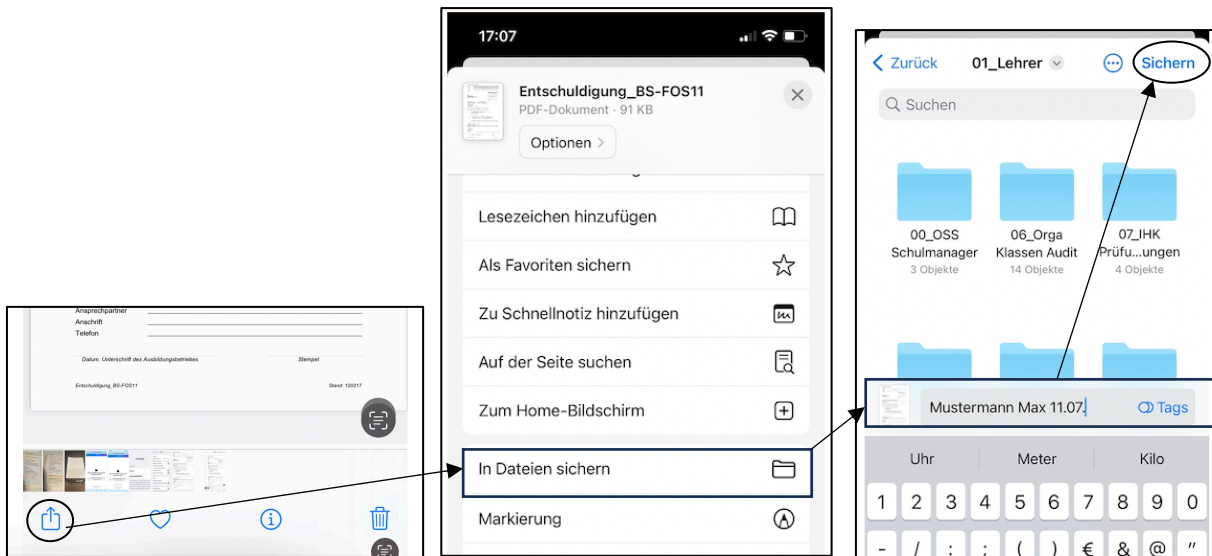 Ansprechpartner
Anschrift
Telefon
Datum, Unterschrift des Ausbildungsbetriebes Stempel
Entschuldigung_BS-FOS11 Stand: 120217
17:07
Entschuldigung_BS-FOS11
PDF-Dokument · 91 KB
Optionen >
Lesezeichen hinzufügen
Als Favoriten sichern
Zu Schnellnotiz hinzufügen
Auf der Seite suchen
Zum Home-Bildschirm
In Dateien sichern
Markierung
Zurück 01_Lehrer Sichern
Suchen
00_OSS
Schulmanager
3 Objekte
06_Orga
Klassen Audit
14 Objekte
07_IHK
Prüfu...ungen
4 Objekte
Mustermann Max 11.07. Tags
Uhr Meter Kilo
1 2 3 4 5 6 7 8 9 0
- / : ; ( ) € & @ "